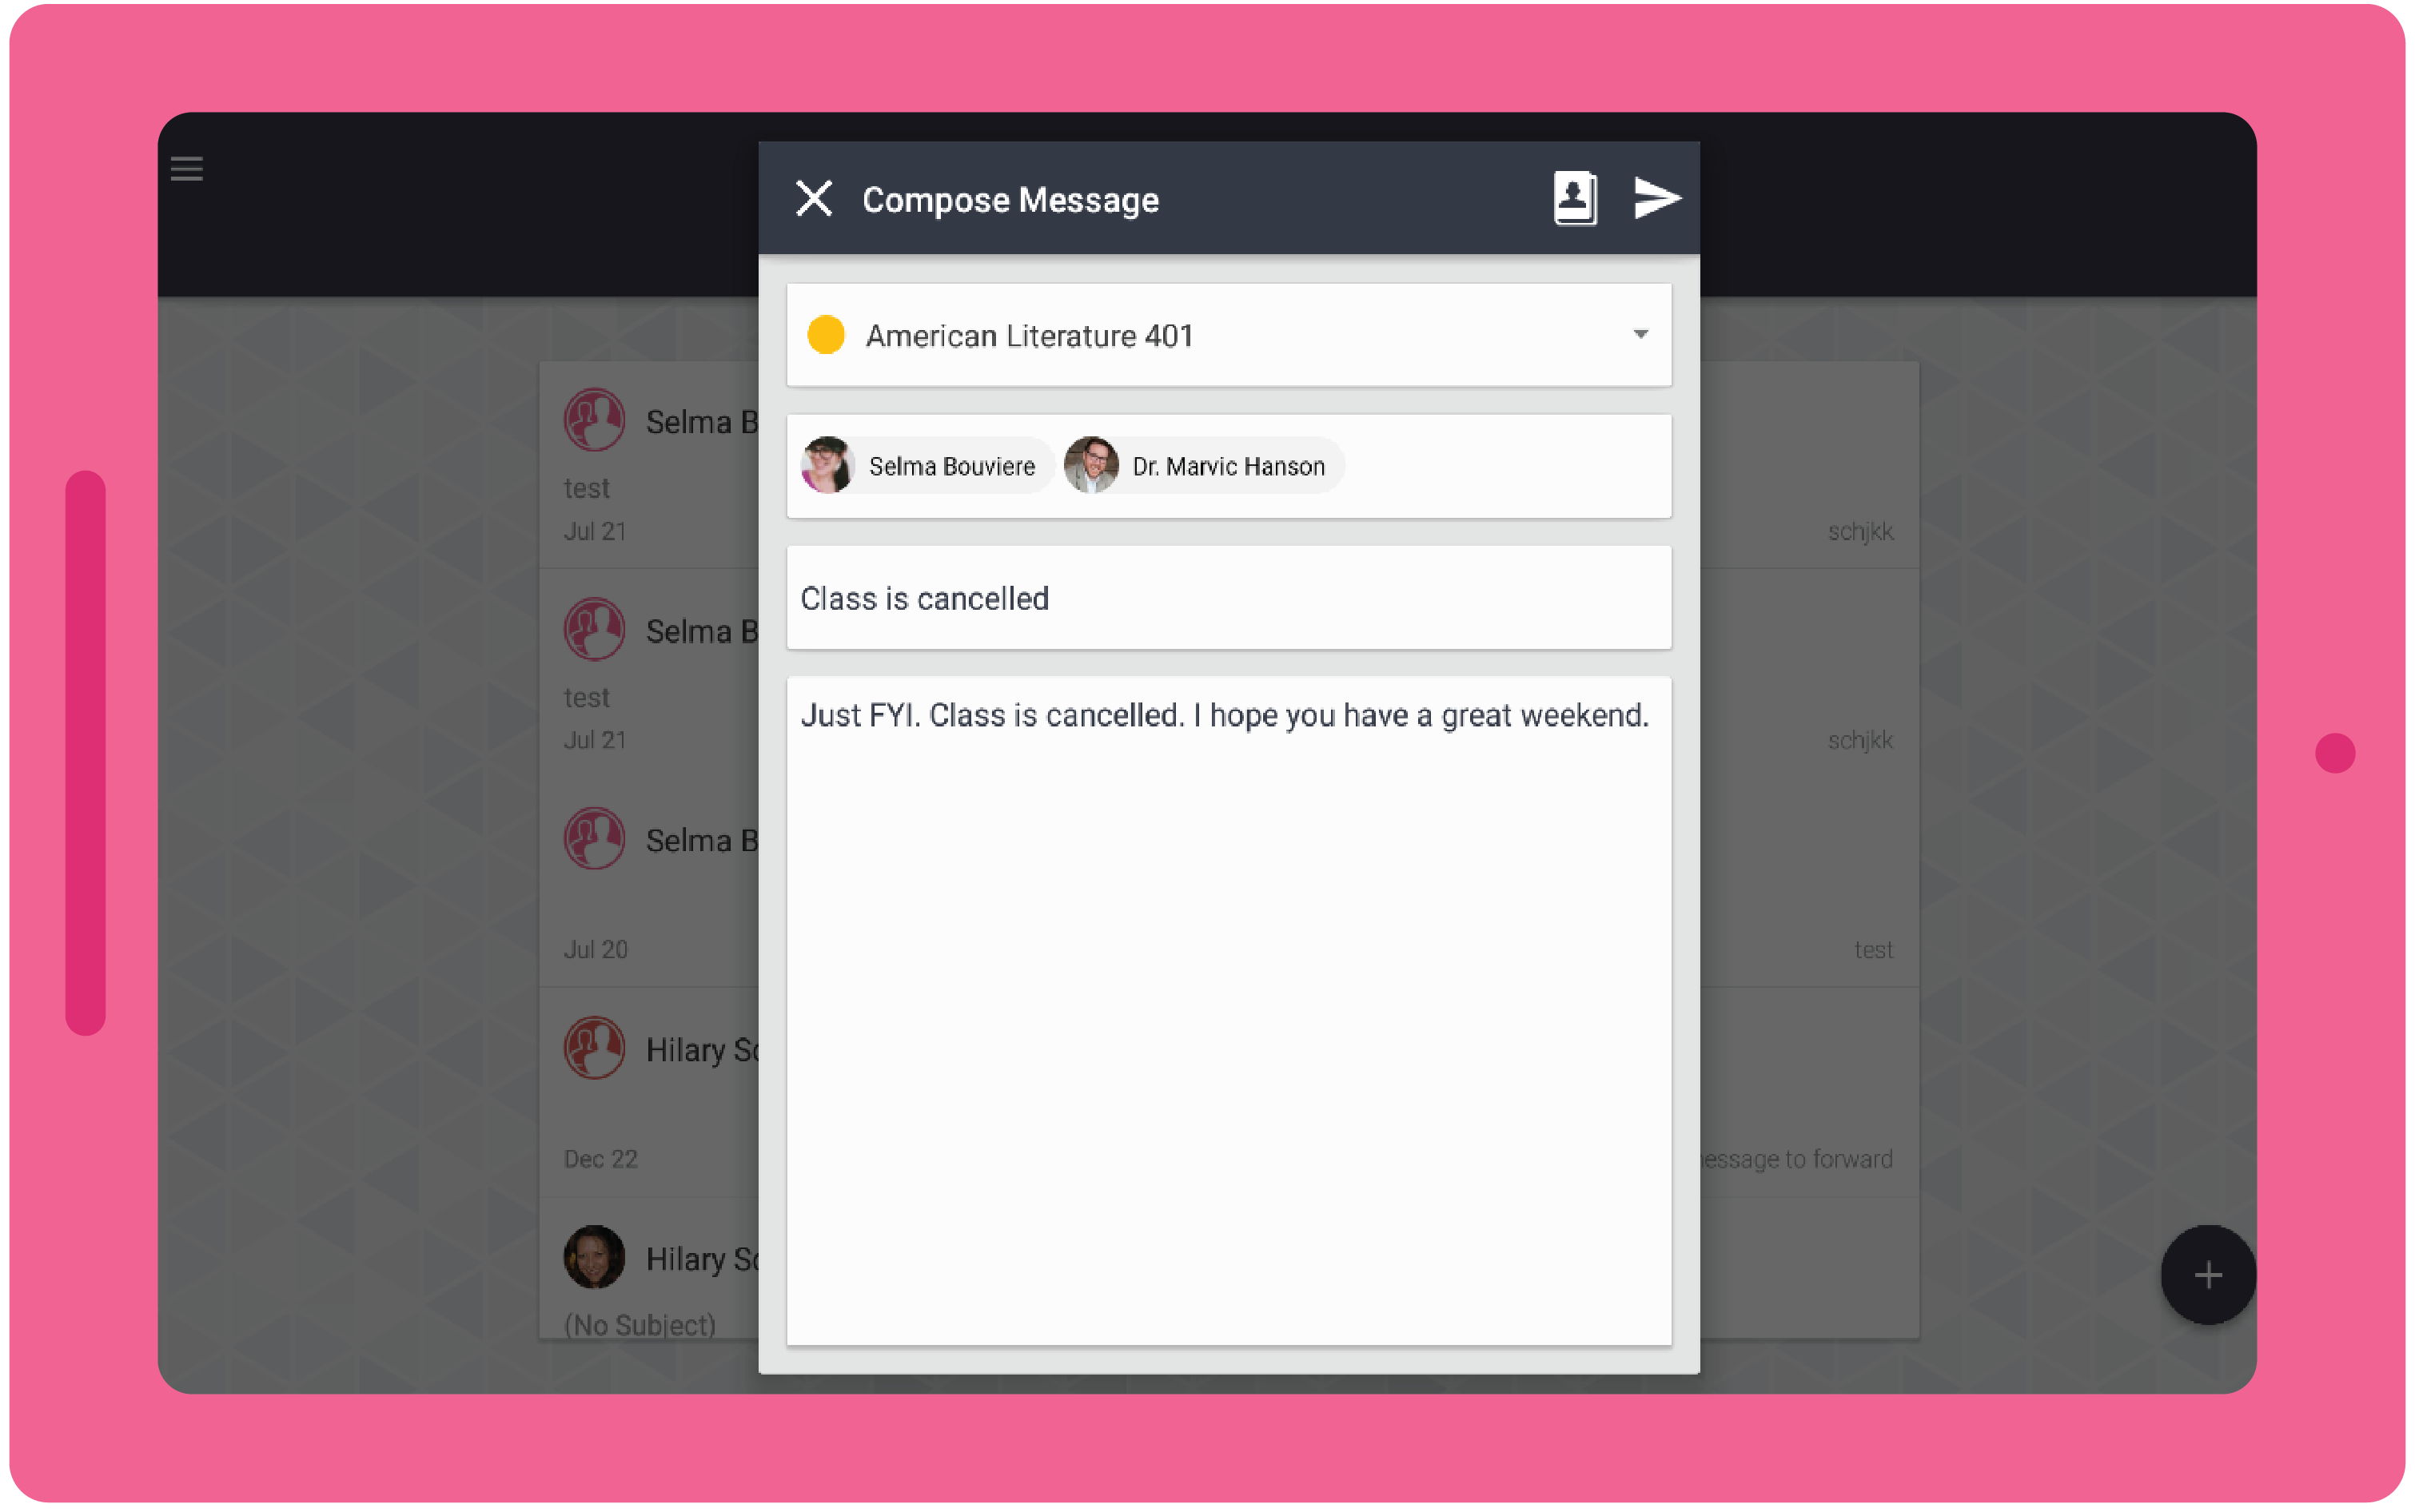 Compose Message
American Literature 401
Selma Bouviere Dr. Marvic Hanson
Class is cancelled
Just FYI. Class is cancelled. I hope you have a great weekend.
Selma B
test
Jul 21
schjkk
Selma B
test
Jul 21
schjkk
Selma B
Jul 20
test
Hilary Sc
Dec 22
essage to forward
Hilary Sc
(No Subject)